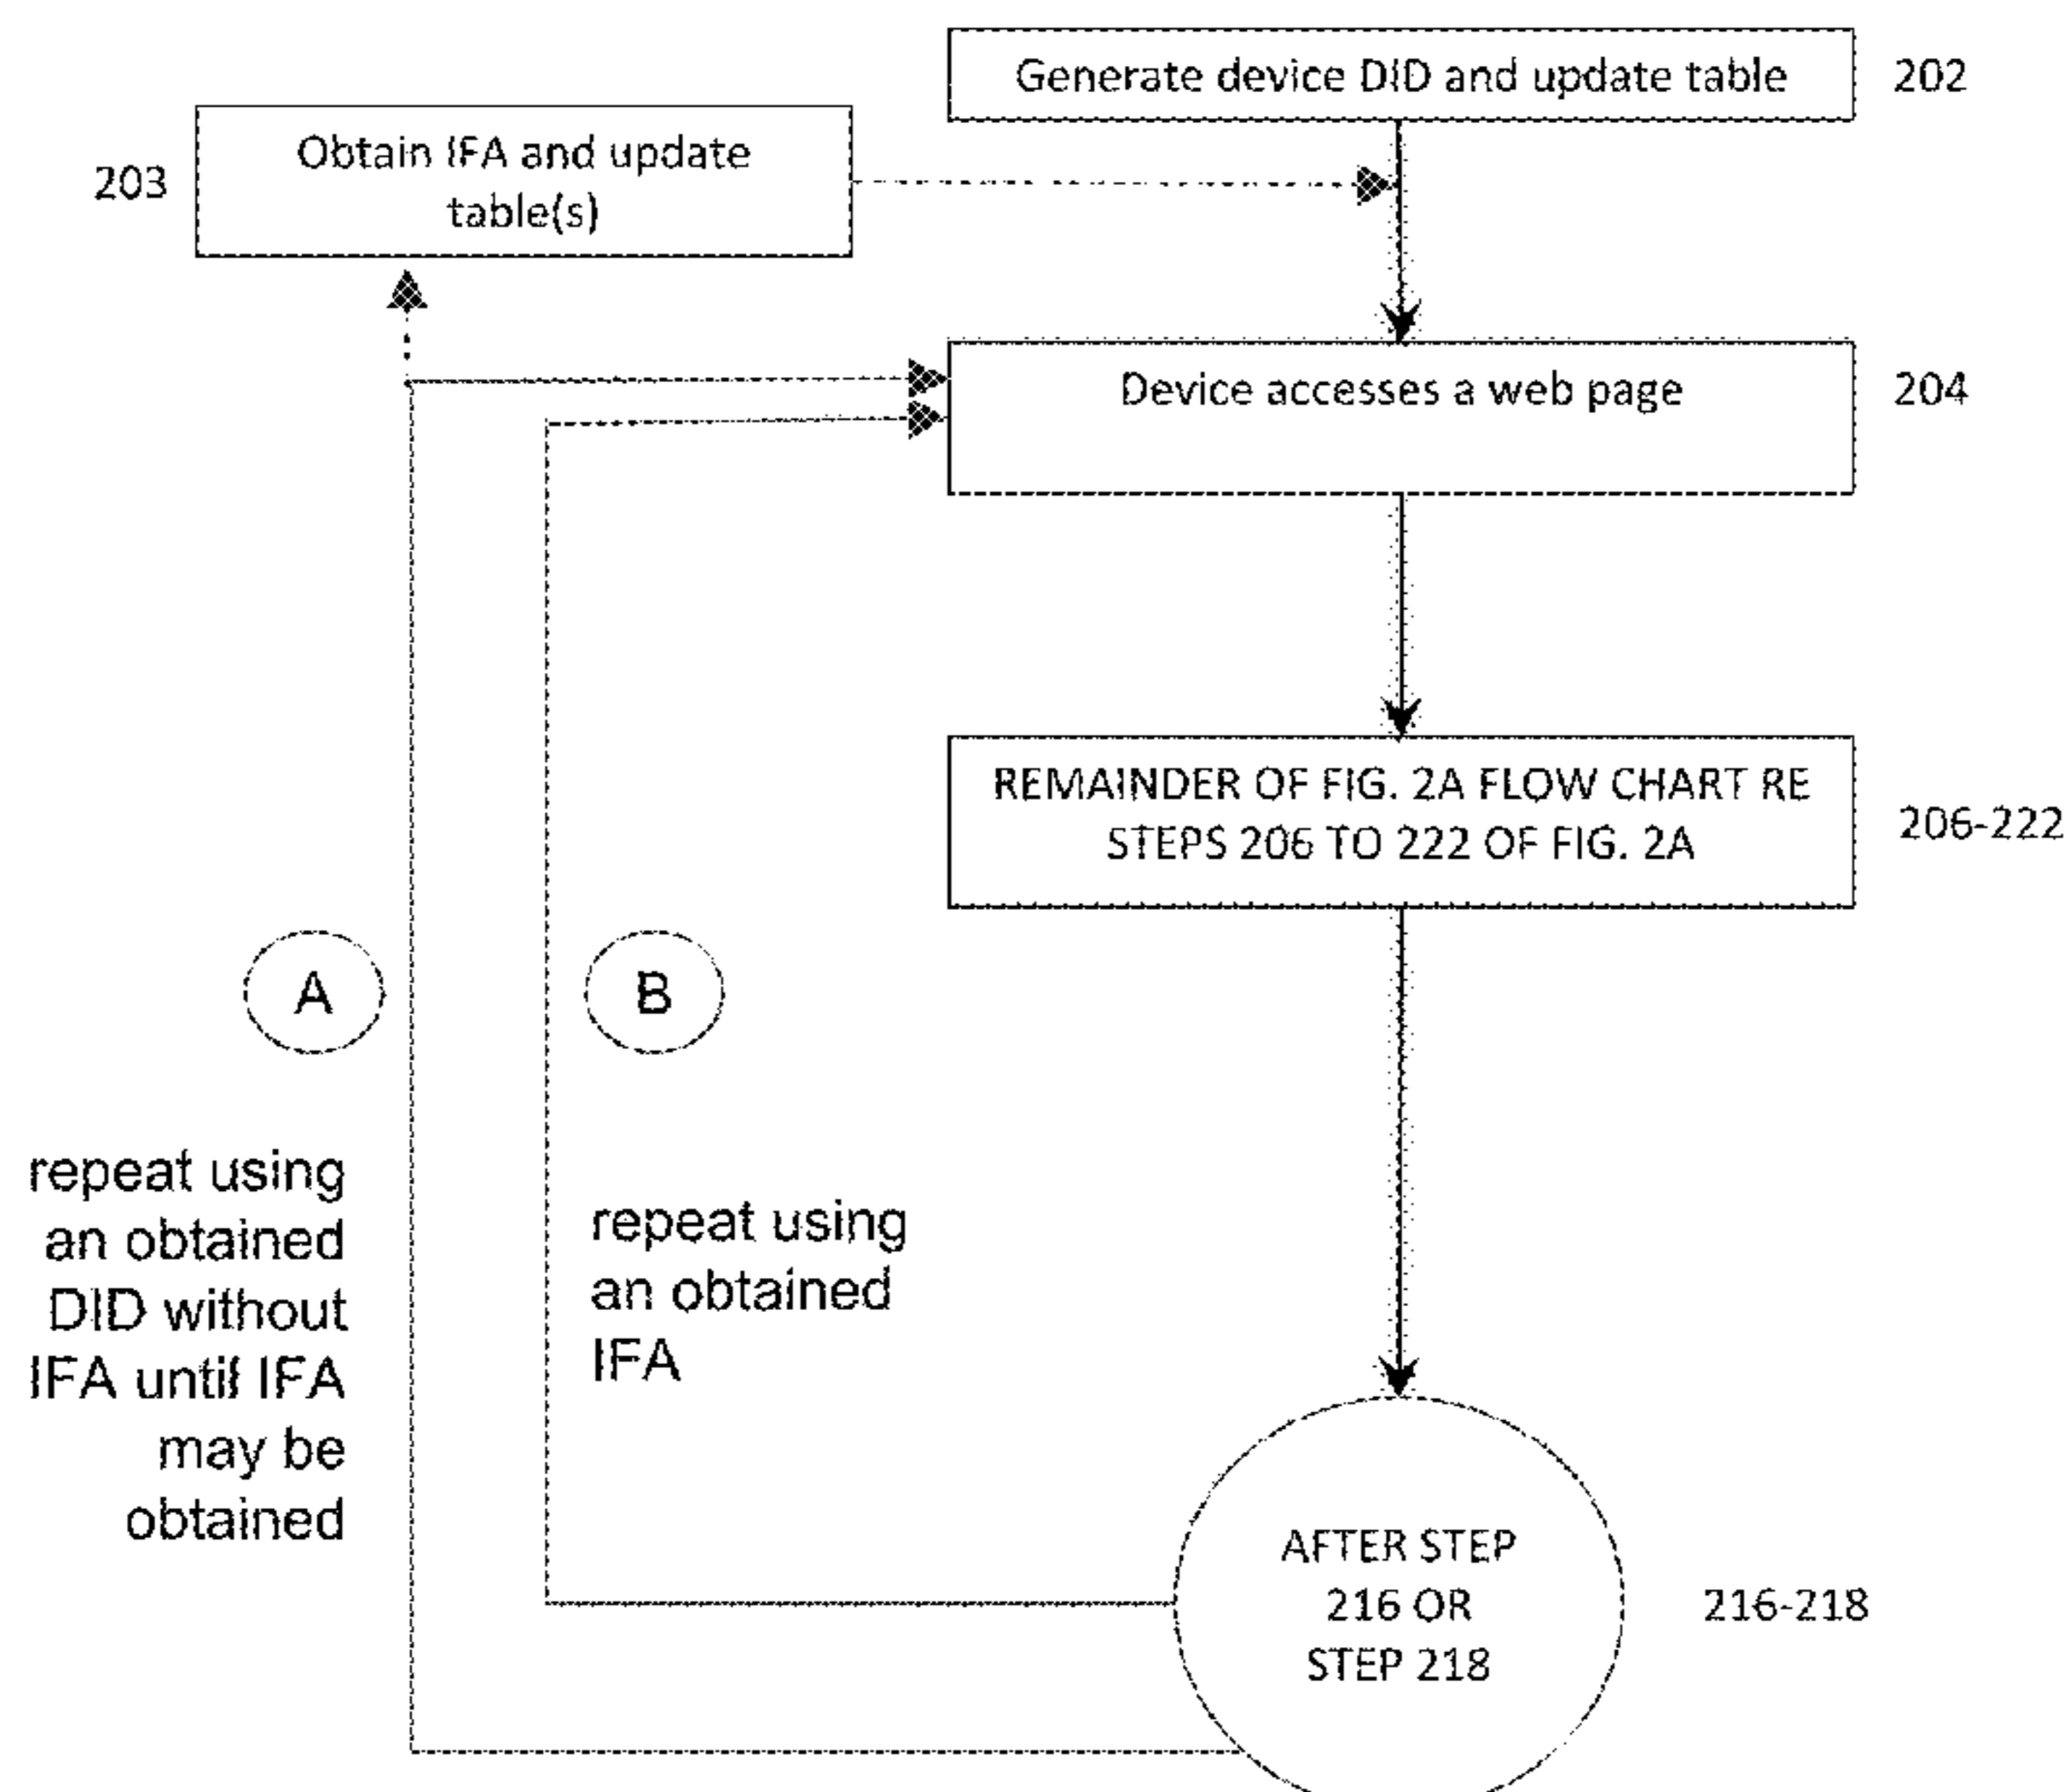 Generate device DID and update table
202
Obtain IFA and update
table(s)
203
Device accesses a web page
204
REMAINDER OF FIG. 2A FLOW CHART RE
STEPS 206 TO 222 OF FIG. 2A
206-222
A
B
repeat using
an obtained
DID without
IFA until IFA
may be
obtained
repeat using
an obtained
IFA
AFTER STEP
216 OR
STEP 218
216-218